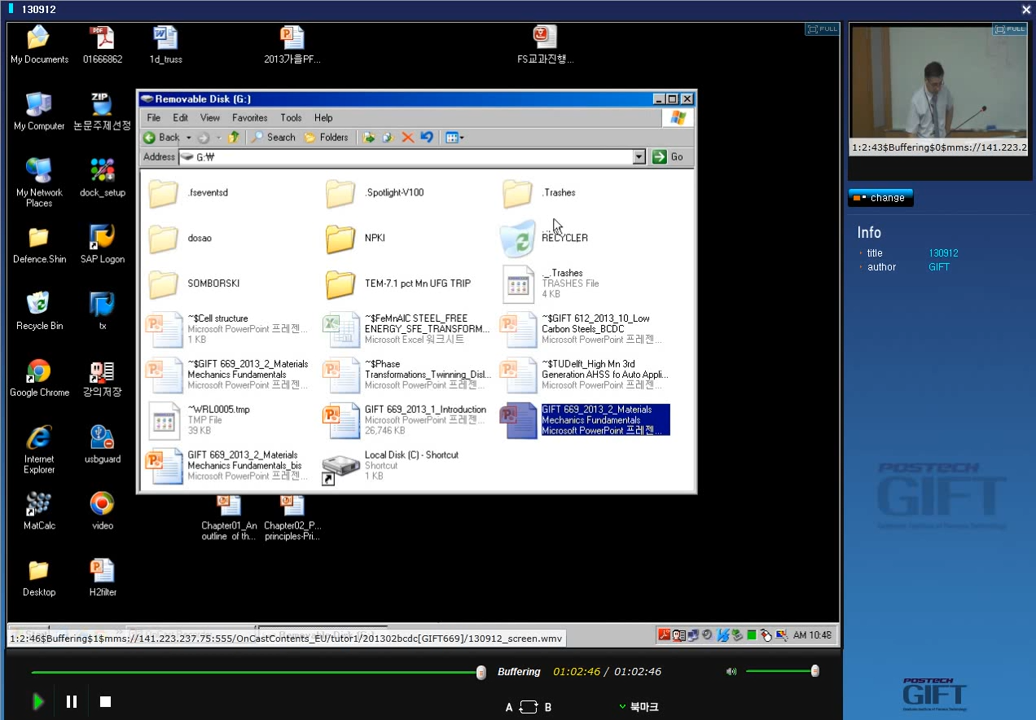 130912
FULL
FULL
My Documents
01666862
1d_truss
2013가을PF...
FS교과진행...
My Computer
논문주제선정
My Network
Places
dock_setup
Defence.Shin
SAP Logon
Recycle Bin
tx
Google Chrome
강의저장
Internet
Explorer
usbguard
MatCalc
video
Desktop
H2filter
Chapter01_An
outline of th...
Chapter02_P...
principles-Pri...
Removable Disk (G:)
File Edit View Favorites Tools Help
Back Search Folders
Address G:₩ Go
.fseventsd
.Spotlight-V100
.Trashes
dosao
NPKI
RECYCLER
SOMBORSKI
TEM-7.1 pct Mn UFG TRIP
._.Trashes
TRASHES File
4 KB
~$Cell structure
Microsoft PowerPoint 프레젠...
1 KB
~$FeMnAlC STEEL_FREE
ENERGY_SFE_TRANSFORM...
Microsoft Excel 워크시트
~$GIFT 612_2013_10_Low
Carbon Steels_BCDC
Microsoft PowerPoint 프레젠...
~$GIFT 669_2013_2_Materials
Mechanics Fundamentals
Microsoft PowerPoint 프레젠...
~$Phase
Transformations_Twinning_Disl...
Microsoft PowerPoint 프레젠...
~$TUDelft_High Mn 3rd
Generation AHSS fo Auto Appli...
Microsoft PowerPoint 프레젠...
~WRL0005.tmp
TMP File
39 KB
GIFT 669_2013_1_Introduction
Microsoft PowerPoint 프레젠...
26,746 KB
GIFT 669_2013_2_Materials
Mechanics Fundamentals
Microsoft PowerPoint 프레젠...
GIFT 669_2013_2_Materials
Mechanics Fundamentals_bis
Microsoft PowerPoint 프레젠...
Local Disk (C) - Shortcut
Shortcut
1 KB
1:2:46$Buffering$1$mms://141.223.237.75:555/OnCastContents_EU/tutor1/201302bcdc[GIFT669]/130912_screen.wmv
AM 10:48
Buffering 01:02:46 / 01:02:46
A B 북마크
1:2:43$Buffering$0$mms://141.223.2
change
Info
title 130912
author GIFT
POSTECH
GIFT
POSTECH
GIFT